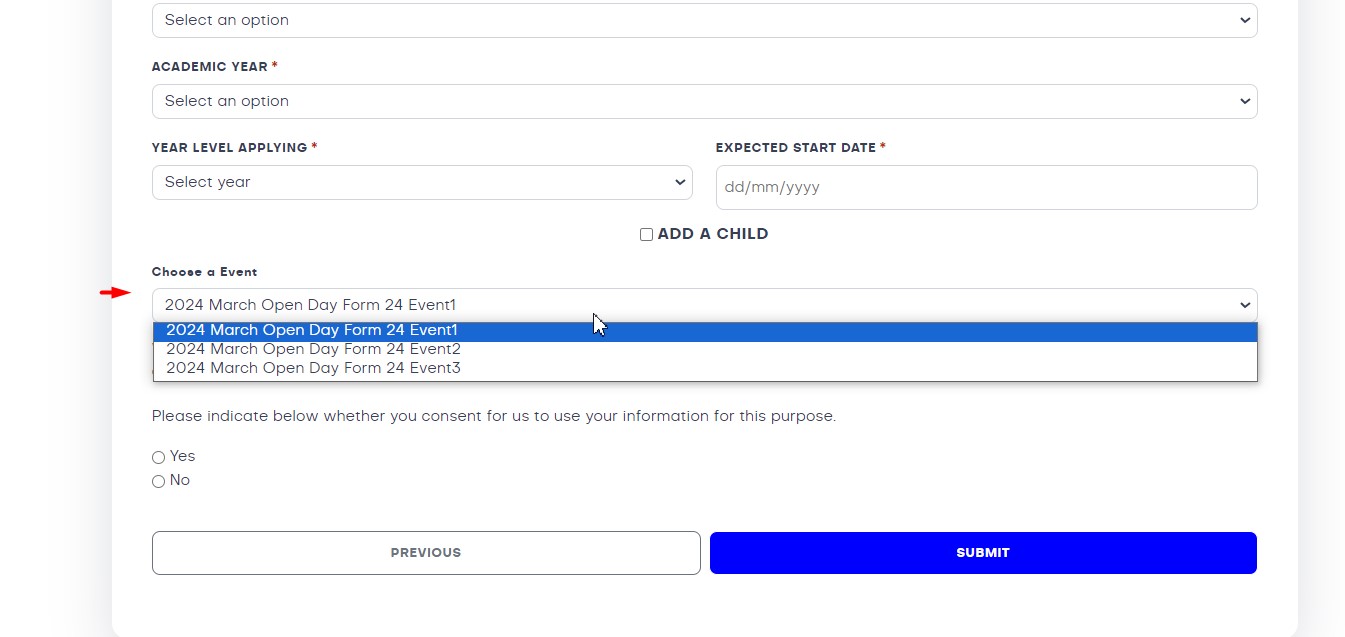 Select an option
ACADEMIC YEAR *
Select an option
YEAR LEVEL APPLYING * EXPECTED START DATE *
Select year dd/mm/yyyy
ADD A CHILD
Choose a Event
2024 March Open Day Form 24 Event1
2024 March Open Day Form 24 Event1
2024 March Open Day Form 24 Event2
2024 March Open Day Form 24 Event3
Please indicate below whether you consent for us to use your information for this purpose.
Yes
No
PREVIOUS SUBMIT